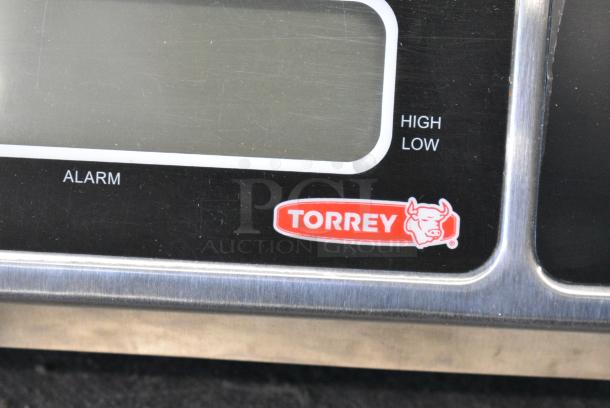 HIGH
LOW
ALARM
PCI
AUCTION GROUP
TORREY
®